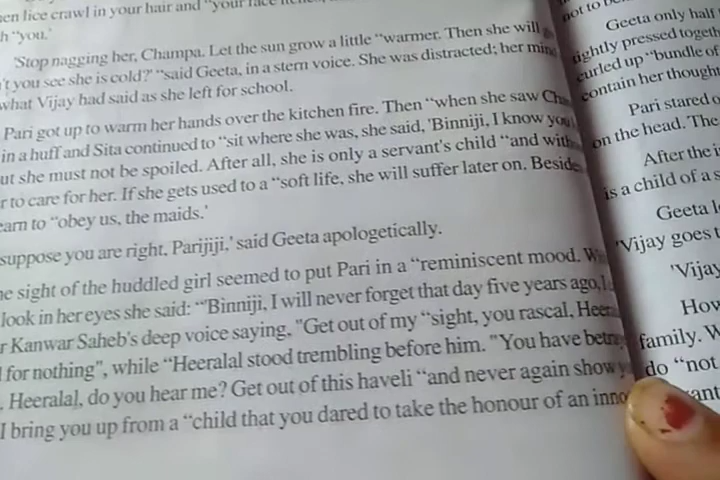 en lice crawl in your hair and "your face itches,
h "you.'
'Stop nagging her, Champa. Let the sun grow a little "warmer. Then she will
't you see she is cold?' "said Geeta, in a stern voice. She was distracted; her min
what Vijay had said as she left for school.
Pari got up to warm her hands over the kitchen fire. Then "when she saw Cha
in a huff and Sita continued to "sit where she was, she said, 'Binniji, I know you
ut she must not be spoiled. After all, she is only a servant's child "and with
r to care for her. If she gets used to a "soft life, she will suffer later on. Beside
earn to "obey us, the maids.'
suppose you are right, Parijiji,' said Geeta apologetically.
he sight of the huddled girl seemed to put Pari in a "reminiscent mood. W
look in her eyes she said: "'Binniji, I will never forget that day five years ago, I
r Kanwar Saheb's deep voice saying, "Get out of my "sight, you rascal, Heera
l for nothing", while "Heeralal stood trembling before him. "You have betra
. Heeralal, do you hear me? Get out of this haveli "and never again show
I bring you up from a "child that you dared to take the honour of an inno
not to
Geeta only half
tightly pressed togeth
curled up "bundle of
contain her though
Pari stared
on the head. The
After the i
is a child of a s
Geeta l
'Vijay goes t
'Vijay
How
family. W
do "not